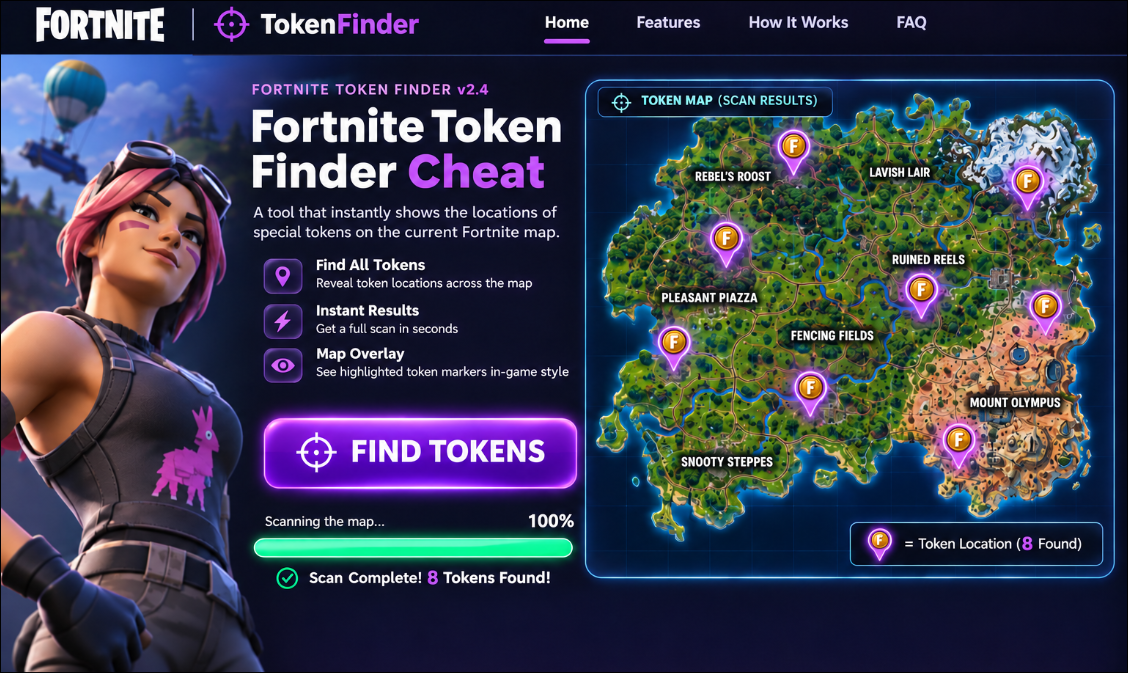 FORTNITE
TokenFinder
Home
Features
How It Works
FAQ
FORTNITE TOKEN FINDER v2.4
Fortnite Token
Finder Cheat
A tool that instantly shows the locations of
special tokens on the current Fortnite map.
Find All Tokens
Reveal token locations across the map
Instant Results
Get a full scan in seconds
Map Overlay
See highlighted token markers in-game style
FIND TOKENS
Scanning the map...
100%
Scan Complete! 8 Tokens Found!
TOKEN MAP (SCAN RESULTS)
F
REBEL'S ROOST
LAVISH LAIR
F
F
RUINED REELS
F
PLEASANT PIAZZA
F
FENCING FIELDS
F
F
MOUNT OLYMPUS
F
SNOOTY STEPPES
F
= Token Location (8 Found)